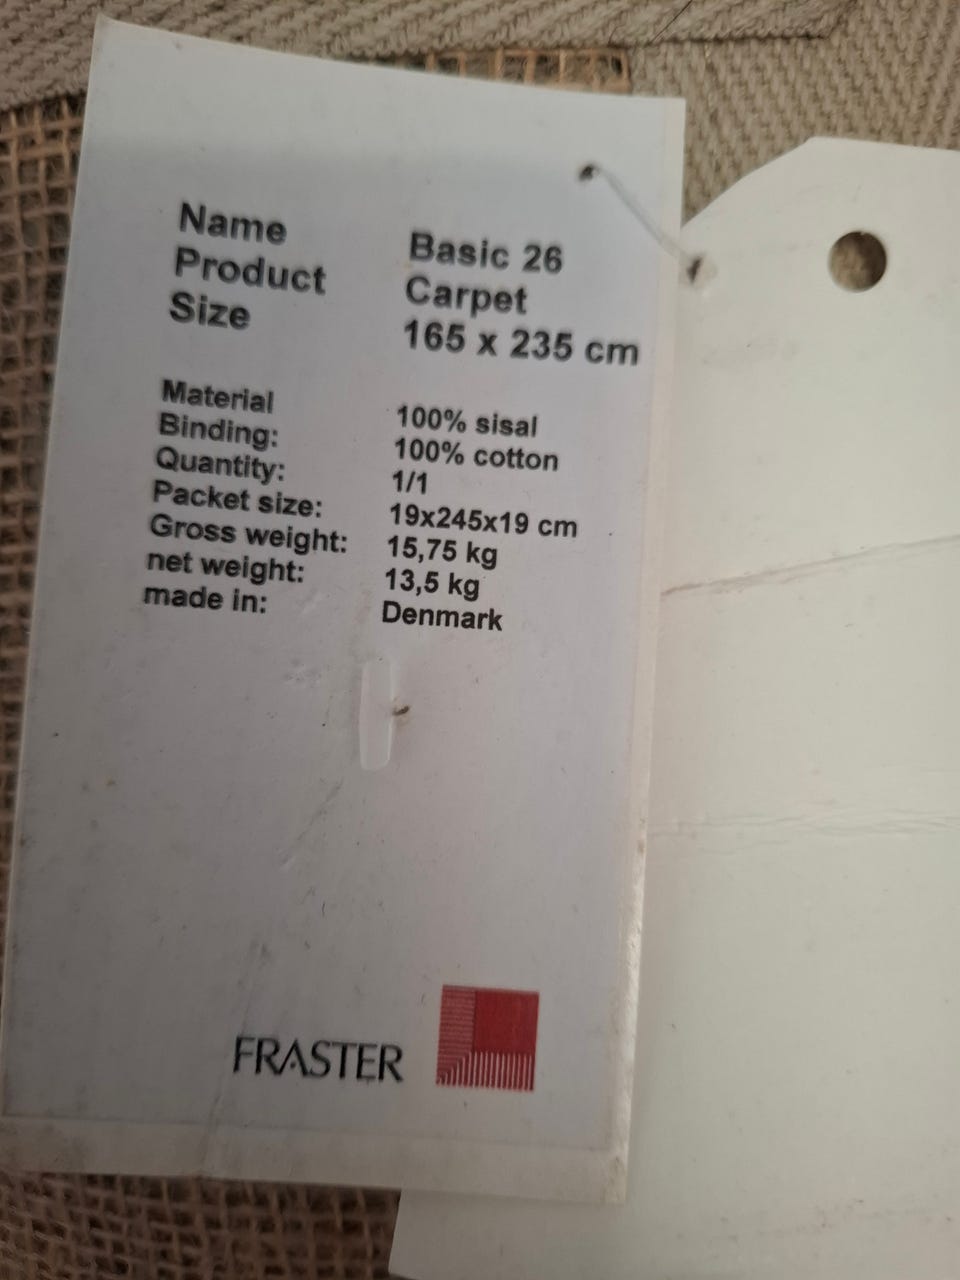 Name Basic 26
Product Carpet
Size 165 x 235 cm
Material 100% sisal
Binding: 100% cotton
Quantity: 1/1
Packet size: 19x245x19 cm
Gross weight: 15,75 kg
net weight: 13,5 kg
made in: Denmark
FRASTER